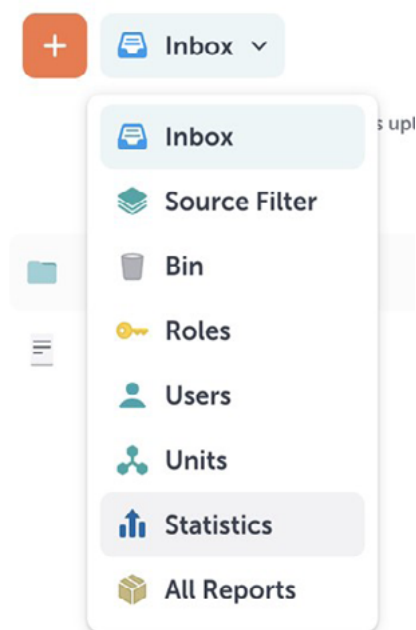 Inbox
Inbox
Source Filter
Bin
Roles
Users
Units
Statistics
All Reports